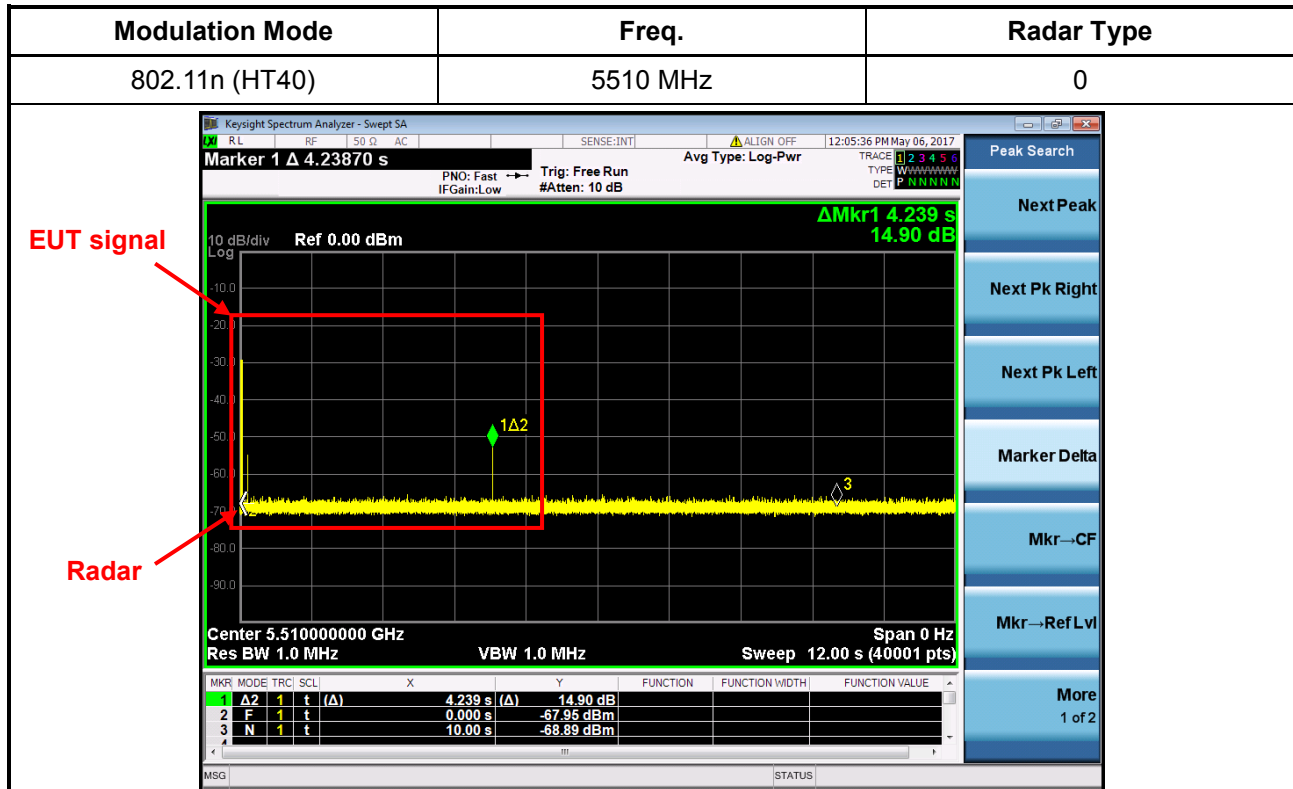 Modulation Mode Freq. Radar Type
802.11n (HT40) 5510 MHz 0
Keysight Spectrum Analyzer - Swept SA
LXI RL RF 50 Ω AC SENSE:INT ALIGN OFF 12:05:36 PM May 06, 2017
Marker 1 Δ 4.23870 s
PNO: Fast Trig: Free Run Avg Type: Log-Pwr TRACE 1 2 3 4 5 6
IFGain:Low #Atten: 10 dB TYPE WWWWWW
DET P N N N N N
Peak Search
Next Peak
Next Pk Right
Next Pk Left
Marker Delta
Mkr→CF
Mkr→Ref Lvl
More
1 of 2
ΔMkr1 4.239 s
14.90 dB
10 dB/div Ref 0.00 dBm
Log
EUT signal
-10.0
-20.0
-30.0
-40.0
1Δ2
-50.0
-60.0
3
-70.0
-80.0
Radar
-90.0
Center 5.510000000 GHz Span 0 Hz
Res BW 1.0 MHz VBW 1.0 MHz Sweep 12.00 s (40001 pts)
MKR MODE TRC SCL X Y FUNCTION FUNCTION WIDTH FUNCTION VALUE
1 Δ2 1 t (Δ) 4.239 s (Δ) 14.90 dB
2 F 1 t 0.000 s -67.95 dBm
3 N 1 t 10.00 s -68.89 dBm
MSG STATUS